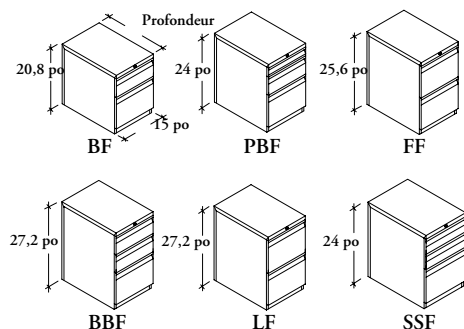 Profondeur
20,8 po
24 po
25,6 po
15 po
BF
PBF
FF
27,2 po
27,2 po
24 po
BBF
LF
SSF